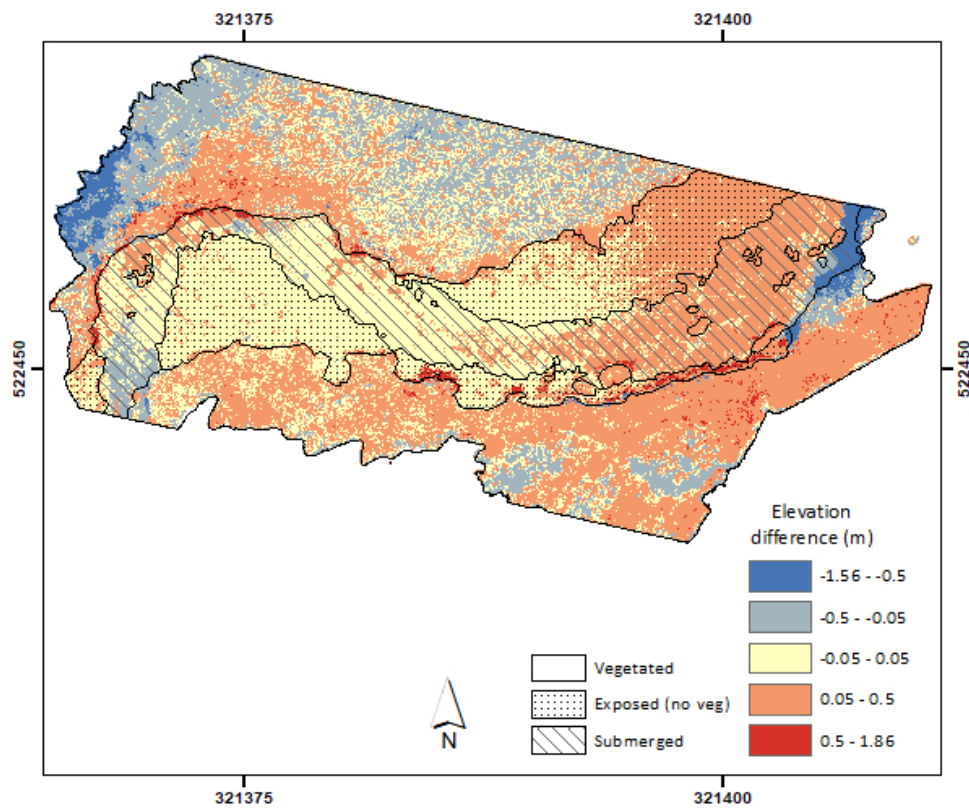 321375
321400
522450
522450
Elevation
difference (m)
-1.56 - -0.5
-0.5 - -0.05
-0.05 - 0.05
0.05 - 0.5
0.5 - 1.86
Vegetated
Exposed (no veg)
Submerged
N
321375
321400